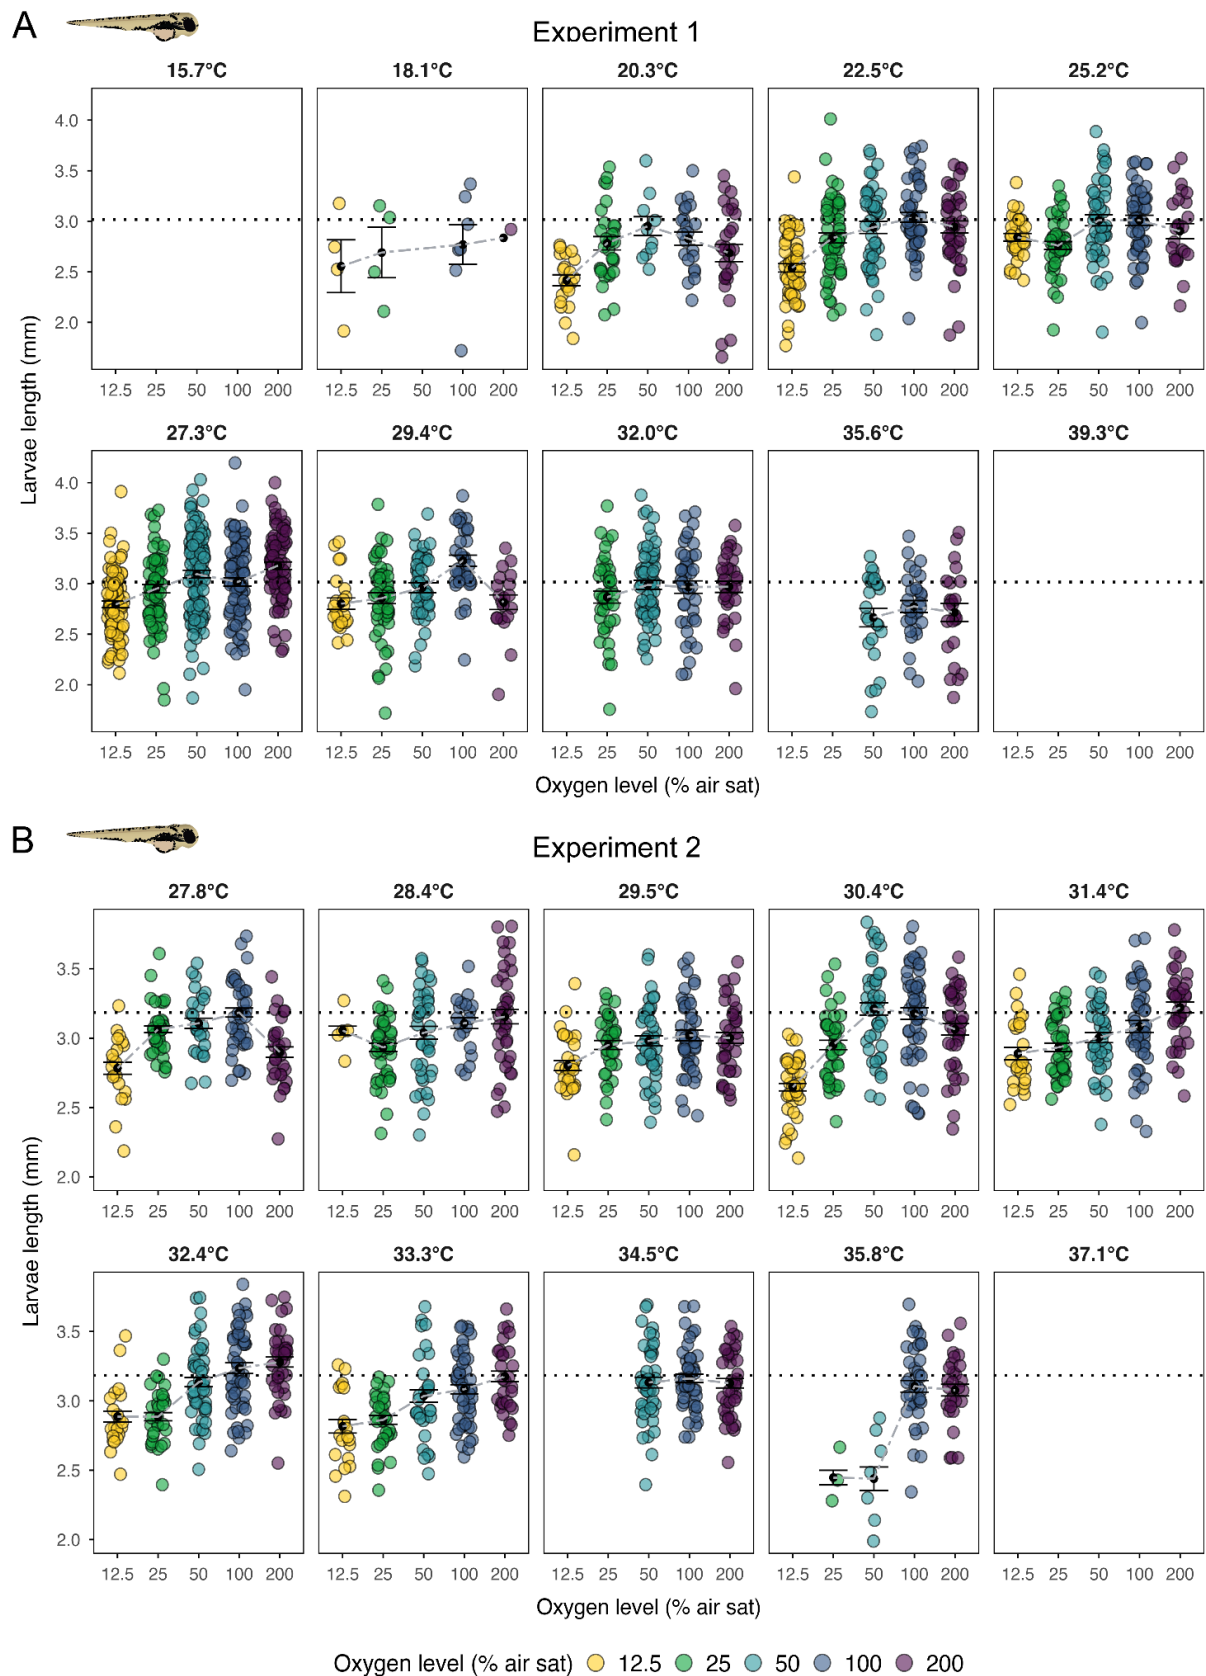 A
Experiment 1
15.7°C 18.1°C 20.3°C 22.5°C 25.2°C
4.0
3.5
3.0
2.5
2.0
12.5 25 50 100 200 12.5 25 50 100 200 12.5 25 50 100 200 12.5 25 50 100 200 12.5 25 50 100 200
Larvae length (mm)
27.3°C 29.4°C 32.0°C 35.6°C 39.3°C
4.0
3.5
3.0
2.5
2.0
12.5 25 50 100 200 12.5 25 50 100 200 12.5 25 50 100 200 12.5 25 50 100 200 12.5 25 50 100 200
Oxygen level (% air sat)
B
Experiment 2
27.8°C 28.4°C 29.5°C 30.4°C 31.4°C
3.5
3.0
2.5
2.0
12.5 25 50 100 200 12.5 25 50 100 200 12.5 25 50 100 200 12.5 25 50 100 200 12.5 25 50 100 200
Larvae length (mm)
32.4°C 33.3°C 34.5°C 35.8°C 37.1°C
3.5
3.0
2.5
2.0
12.5 25 50 100 200 12.5 25 50 100 200 12.5 25 50 100 200 12.5 25 50 100 200 12.5 25 50 100 200
Oxygen level (% air sat)
Oxygen level (% air sat) 12.5 25 50 100 200